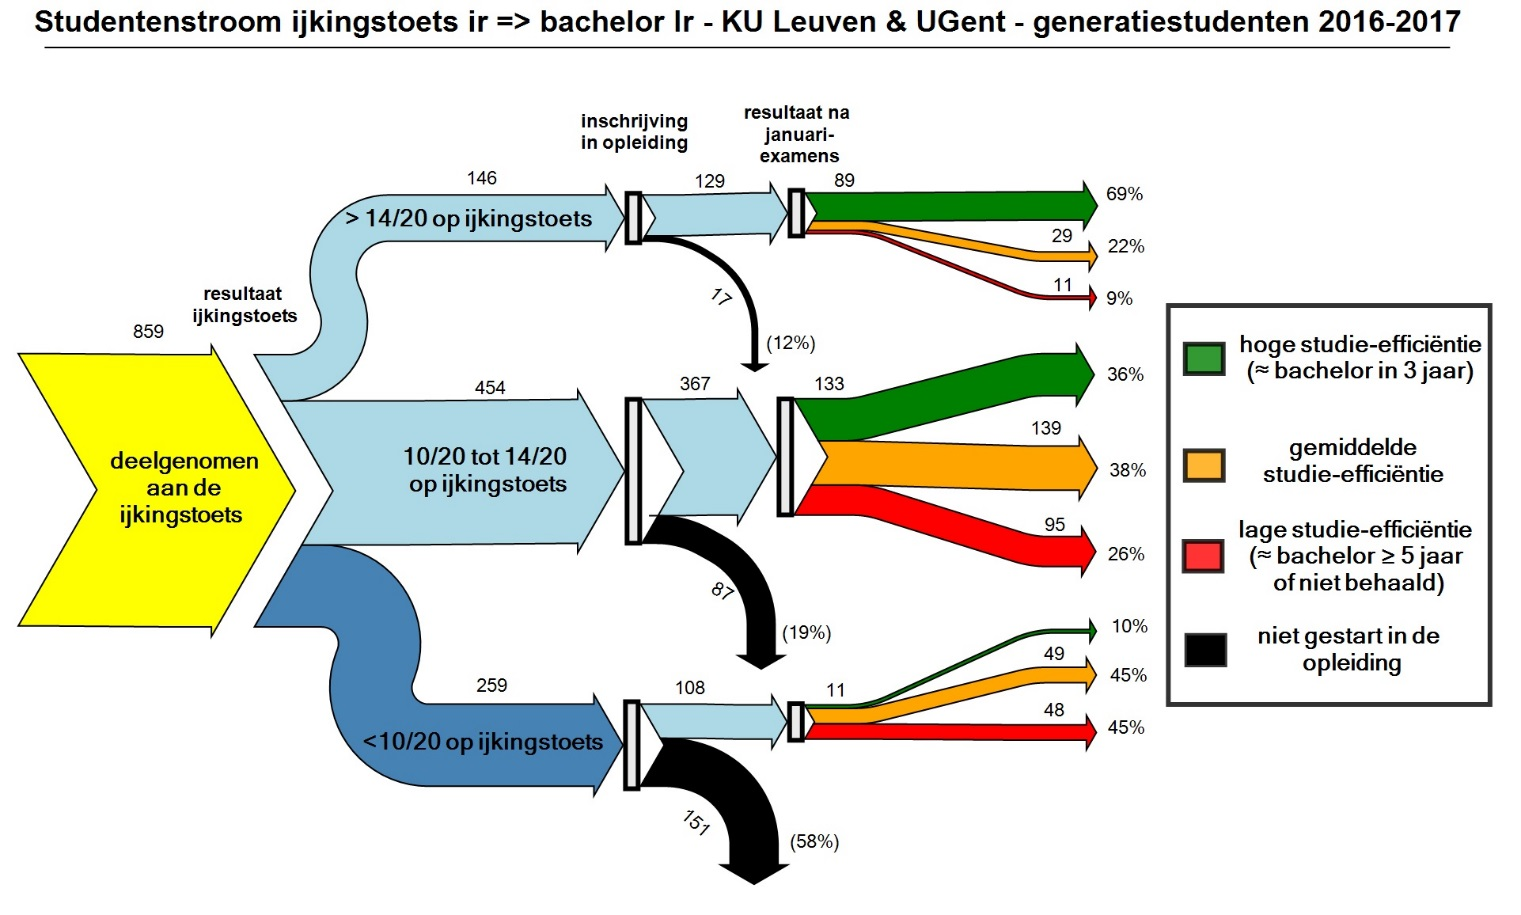 Studentenstroom ijkingstoets ir => bachelor Ir - KU Leuven & UGent - generatiestudenten 2016-2017
inschrijving
in opleiding
resultaat na
januari-
examens
146
129
89
69%
> 14/20 op ijkingstoets
29
22%
11
9%
17
(12%)
resultaat
ijkingstoets
859
deelgenomen
aan de
ijkingstoets
454
367
133
36%
10/20 tot 14/20
op ijkingstoets
139
38%
95
26%
87
(19%)
259
108
11
10%
49
45%
48
45%
<10/20 op ijkingstoets
151
(58%)
hoge studie-efficiëntie
(≈ bachelor in 3 jaar)
gemiddelde
studie-efficiëntie
lage studie-efficiëntie
(≈ bachelor ≥ 5 jaar
of niet behaald)
niet gestart in de
opleiding